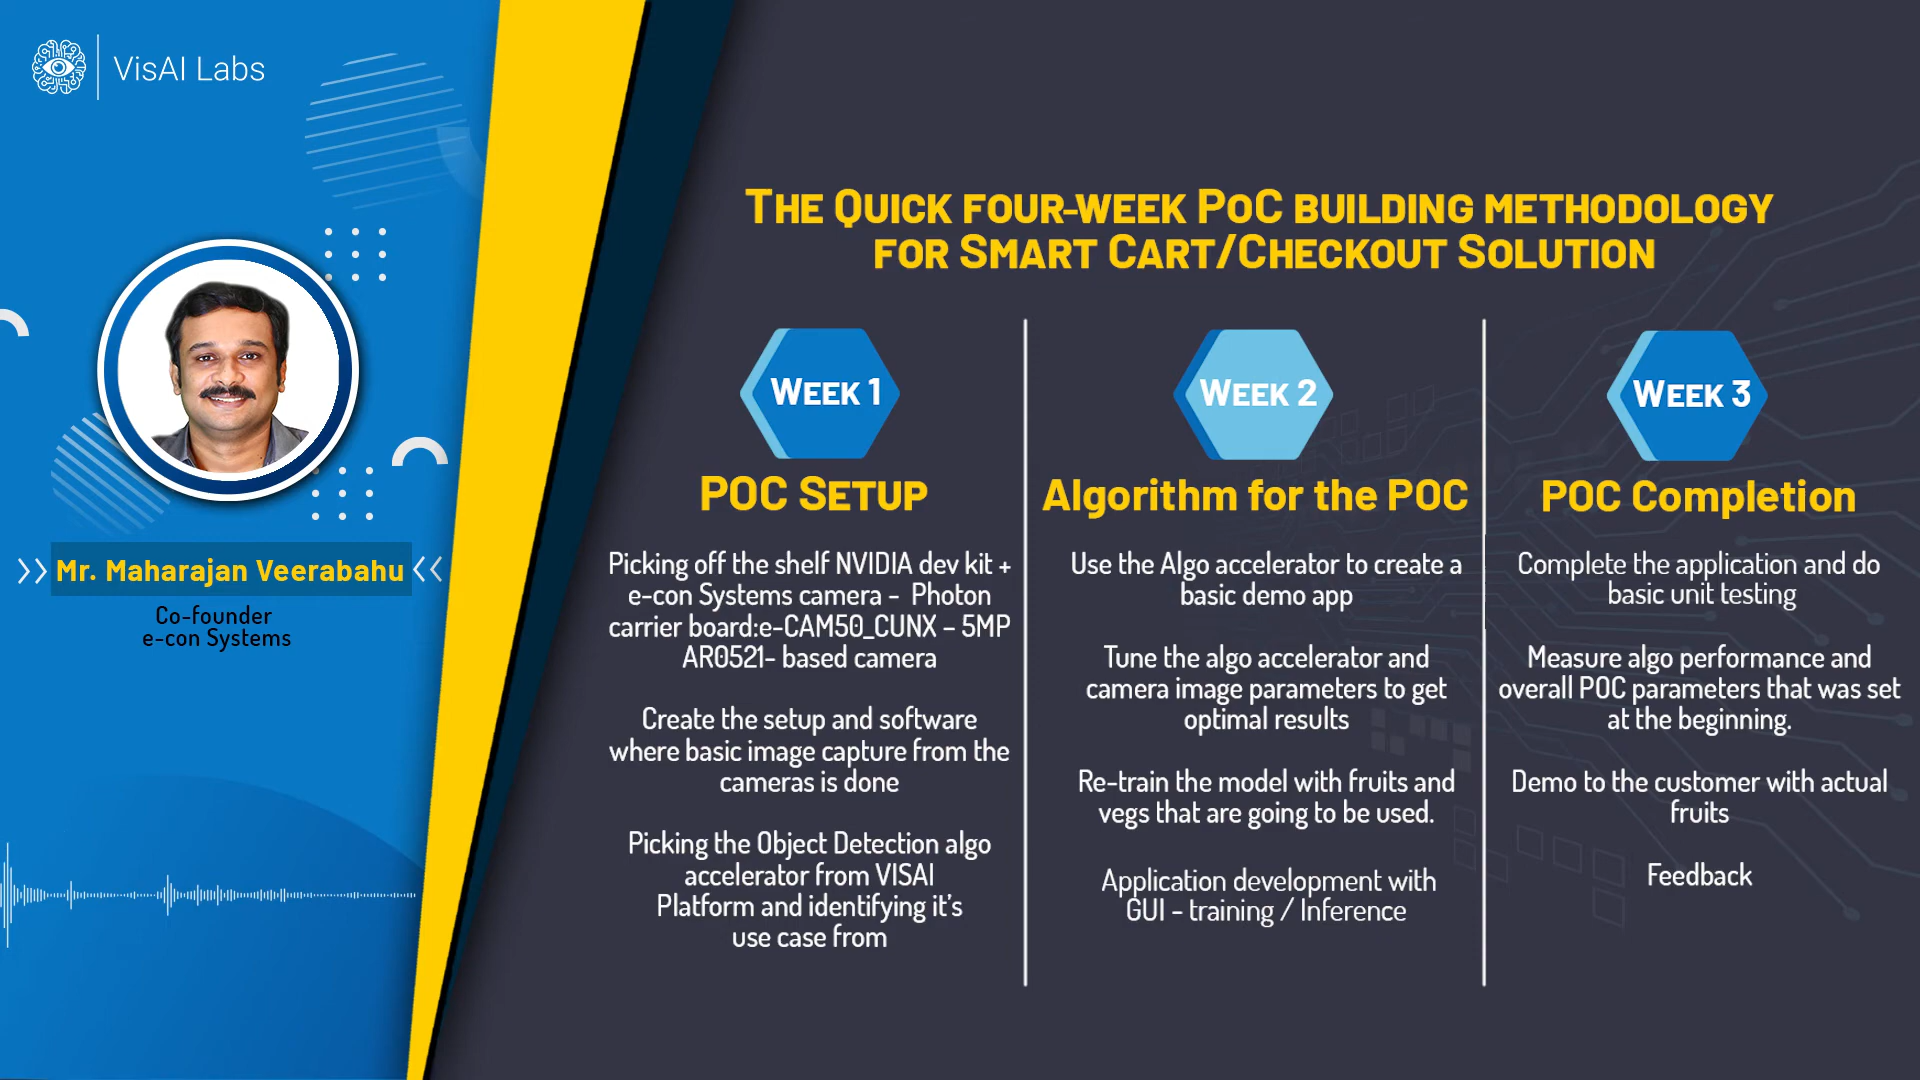 VisAI Labs
Mr. Maharajan Veerabahu
Co-founder
e-con Systems
THE QUICK FOUR-WEEK POC BUILDING METHODOLOGY
FOR SMART CART/CHECKOUT SOLUTION
WEEK 1
POC SETUP
Picking off the shelf NVIDIA dev kit +
e-con Systems camera - Photon
carrier board:e-CAM50_CUNX – 5MP
AR0521- based camera
Create the setup and software
where basic image capture from the
cameras is done
Picking the Object Detection algo
accelerator from VISAI
Platform and identifying it's
use case from
WEEK 2
Algorithm for the POC
Use the Algo accelerator to create a
basic demo app
Tune the algo accelerator and
camera image parameters to get
optimal results
Re-train the model with fruits and
vegs that are going to be used.
Application development with
GUI - training / Inference
WEEK 3
POC Completion
Complete the application and do
basic unit testing
Measure algo performance and
overall POC parameters that was set
at the beginning.
Demo to the customer with actual
fruits
Feedback